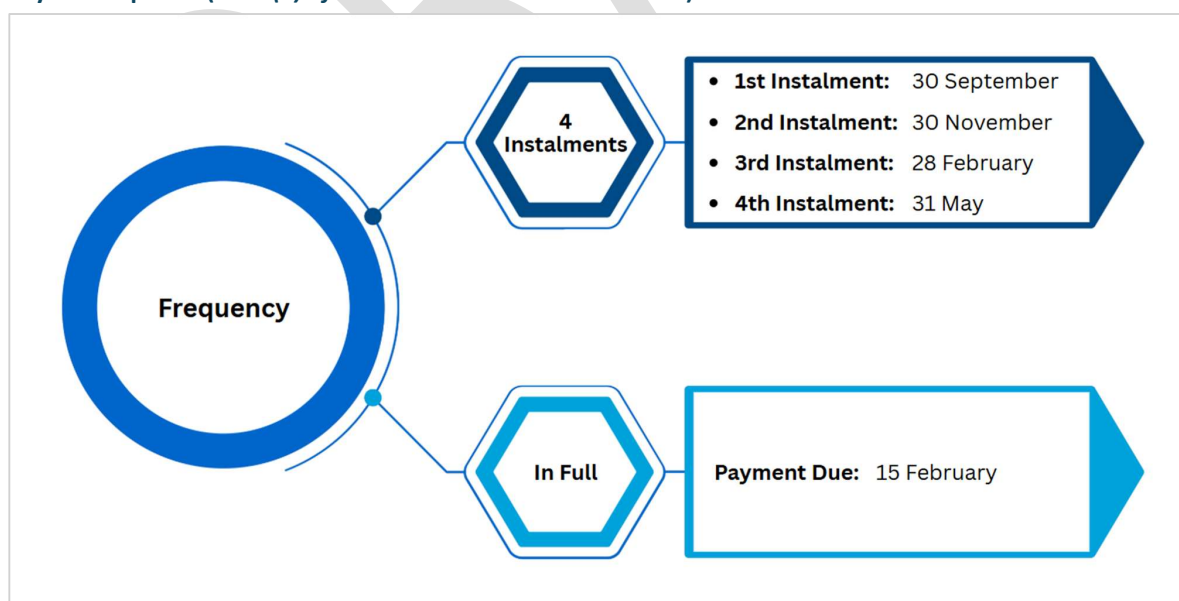 Frequency
4
Instalments
• 1st Instalment: 30 September
• 2nd Instalment: 30 November
• 3rd Instalment: 28 February
• 4th Instalment: 31 May
In Full
Payment Due: 15 February